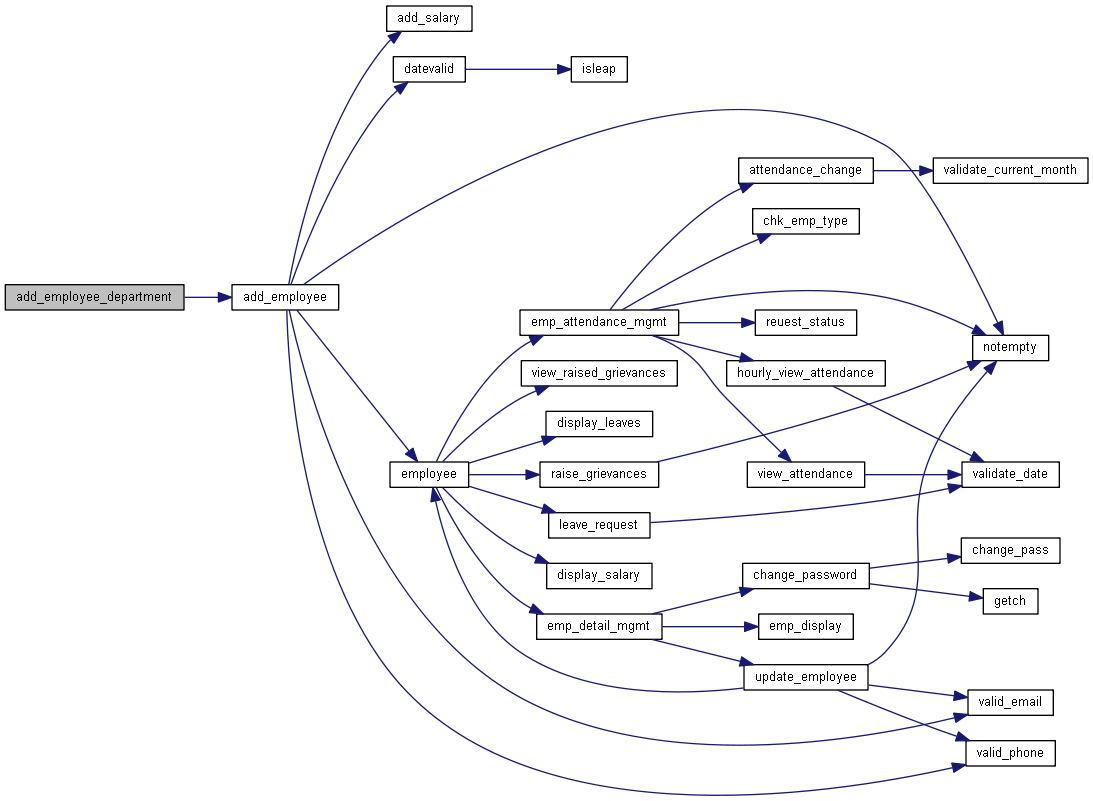 add_salary
datevalid
isleap
attendance_change
validate_current_month
chk_emp_type
add_employee_department
add_employee
emp_attendance_mgmt
reuest_status
notempty
view_raised_grievances
hourly_view_attendance
display_leaves
employee
raise_grievances
view_attendance
validate_date
leave_request
change_pass
display_salary
change_password
getch
emp_detail_mgmt
emp_display
update_employee
valid_email
valid_phone